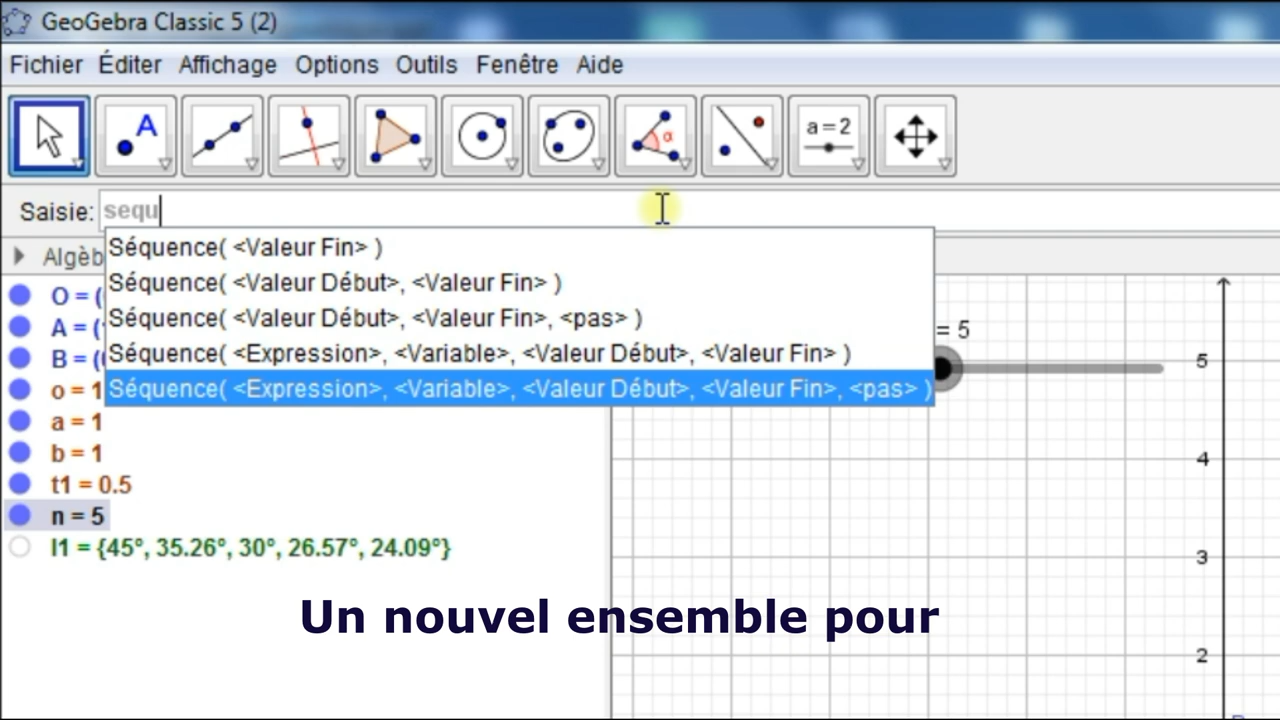 GeoGebra Classic 5 (2)
Fichier Éditer Affichage Options Outils Fenêtre Aide
A
α
a=2
Saisie: sequ
Séquence( <Valeur Fin> )
Séquence( <Valeur Début>, <Valeur Fin> )
Séquence( <Valeur Début>, <Valeur Fin>, <pas> )
Séquence( <Expression>, <Variable>, <Valeur Début>, <Valeur Fin> )
Séquence( <Expression>, <Variable>, <Valeur Début>, <Valeur Fin>, <pas> )
Algèb
O = (
A = (
B = (
o = 1
a = 1
b = 1
t1 = 0.5
n = 5
l1 = {45°, 35.26°, 30°, 26.57°, 24.09°}
= 5
5
4
3
2
Un nouvel ensemble pour